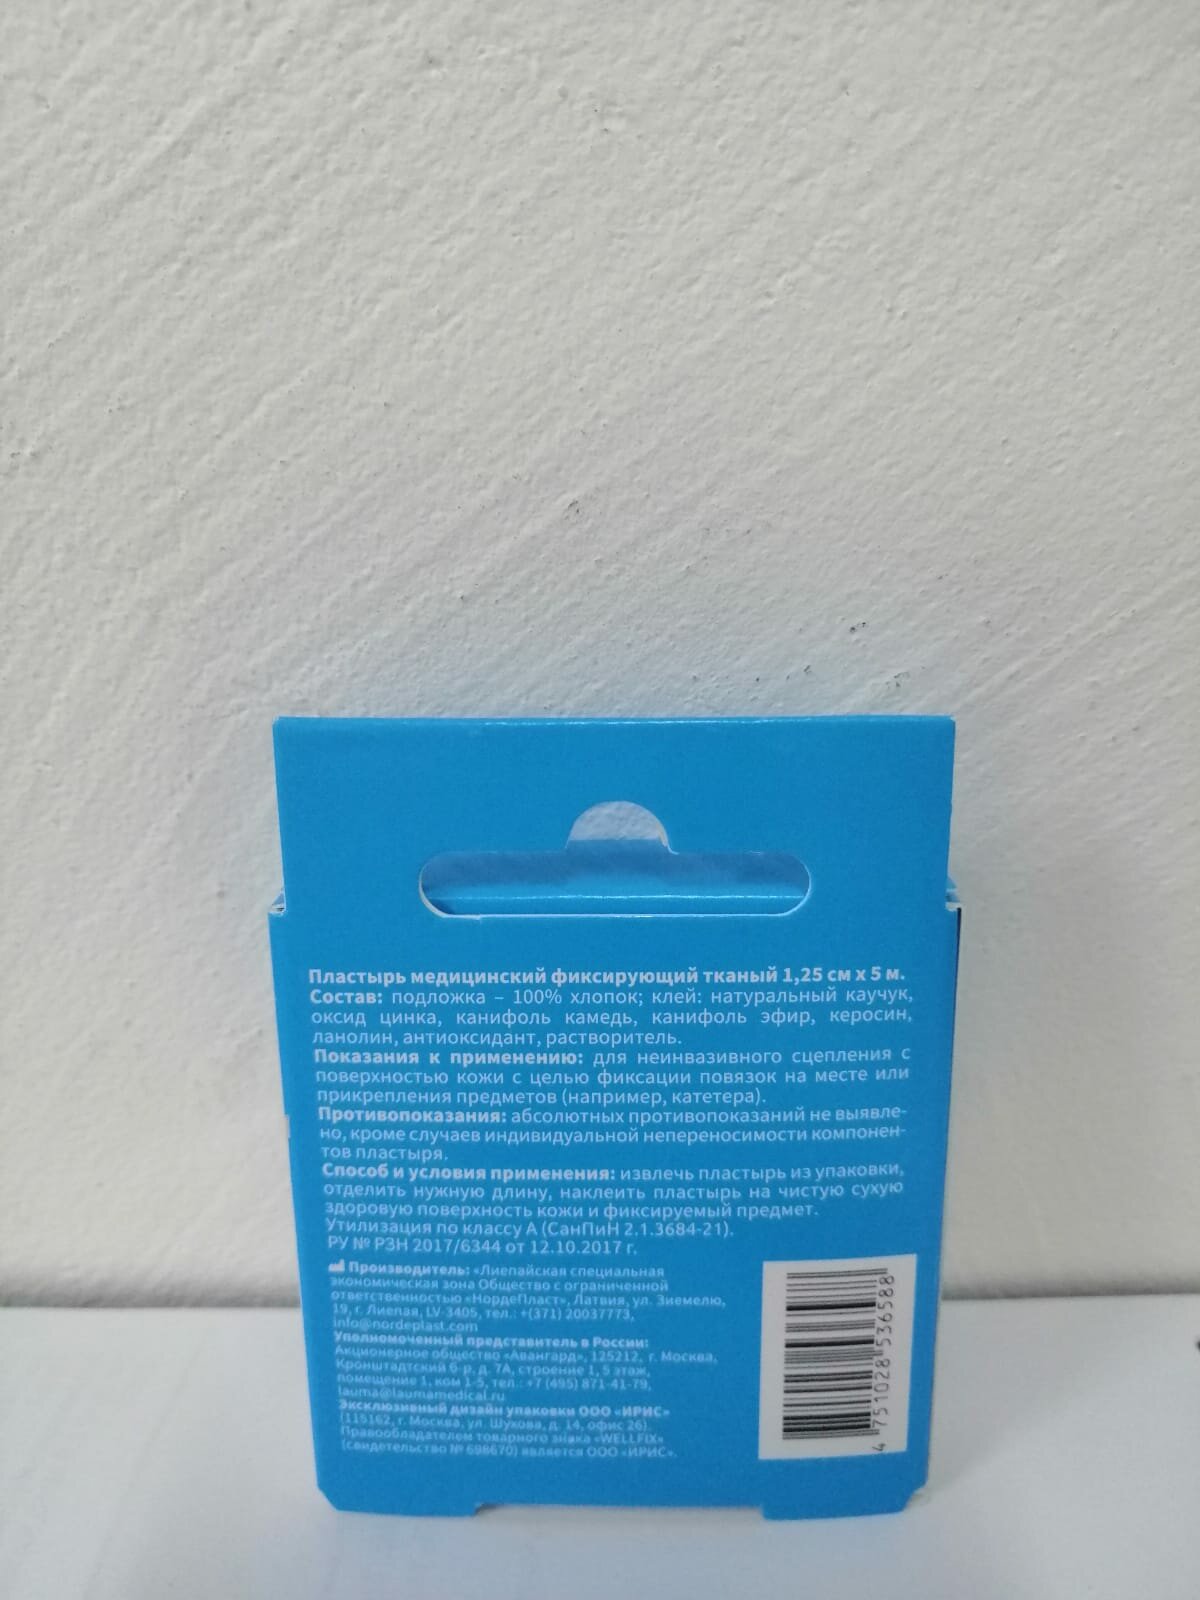 Пластырь медицинский фиксирующий тканый 1,25 см х 5 м.
Состав: подложка – 100% хлопок; клей: натуральный каучук,
оксид цинка, канифоль камедь, канифоль эфир, керосин,
ланолин, антиоксидант, растворитель.
Показания к применению: для неинвазивного сцепления с
поверхностью кожи с целью фиксации повязок на месте или
прикрепления предметов (например, катетера).
Противопоказания: абсолютных противопоказаний не выявле-
но, кроме случаев индивидуальной непереносимости компонен-
тов пластыря.
Способ и условия применения: извлечь пластырь из упаковки,
отделить нужную длину, наклеить пластырь на чистую сухую
здоровую поверхность кожи и фиксируемый предмет.
Утилизация по классу А (СанПиН 2.1.3684-21).
РУ № РЗН 2017/6344 от 12.10.2017 г.
Производитель: «Лиепайская специальная
экономическая зона Общество с ограниченной
ответственностью «НордеПласт», Латвия, ул. Зиемелю,
19, г. Лиепая, LV-3405, тел.: +(371) 20037773,
info@nordeplast.com
Уполномоченный представитель в России:
Акционерное общество «Авангард», 125212, г. Москва,
Кронштадтский б-р, д. 7А, строение 1, 5 этаж,
помещение 1, ком 1-5, тел.: +7 (495) 871-41-79,
lauma@laumamedical.ru
Эксклюзивный дизайн упаковки ООО «ИРИС»
(115162, г. Москва, ул. Шухова, д. 14, офис 26).
Правообладателем товарного знака «WELLFIX»
(свидетельство № 698670) является ООО «ИРИС».
4 751028 536588